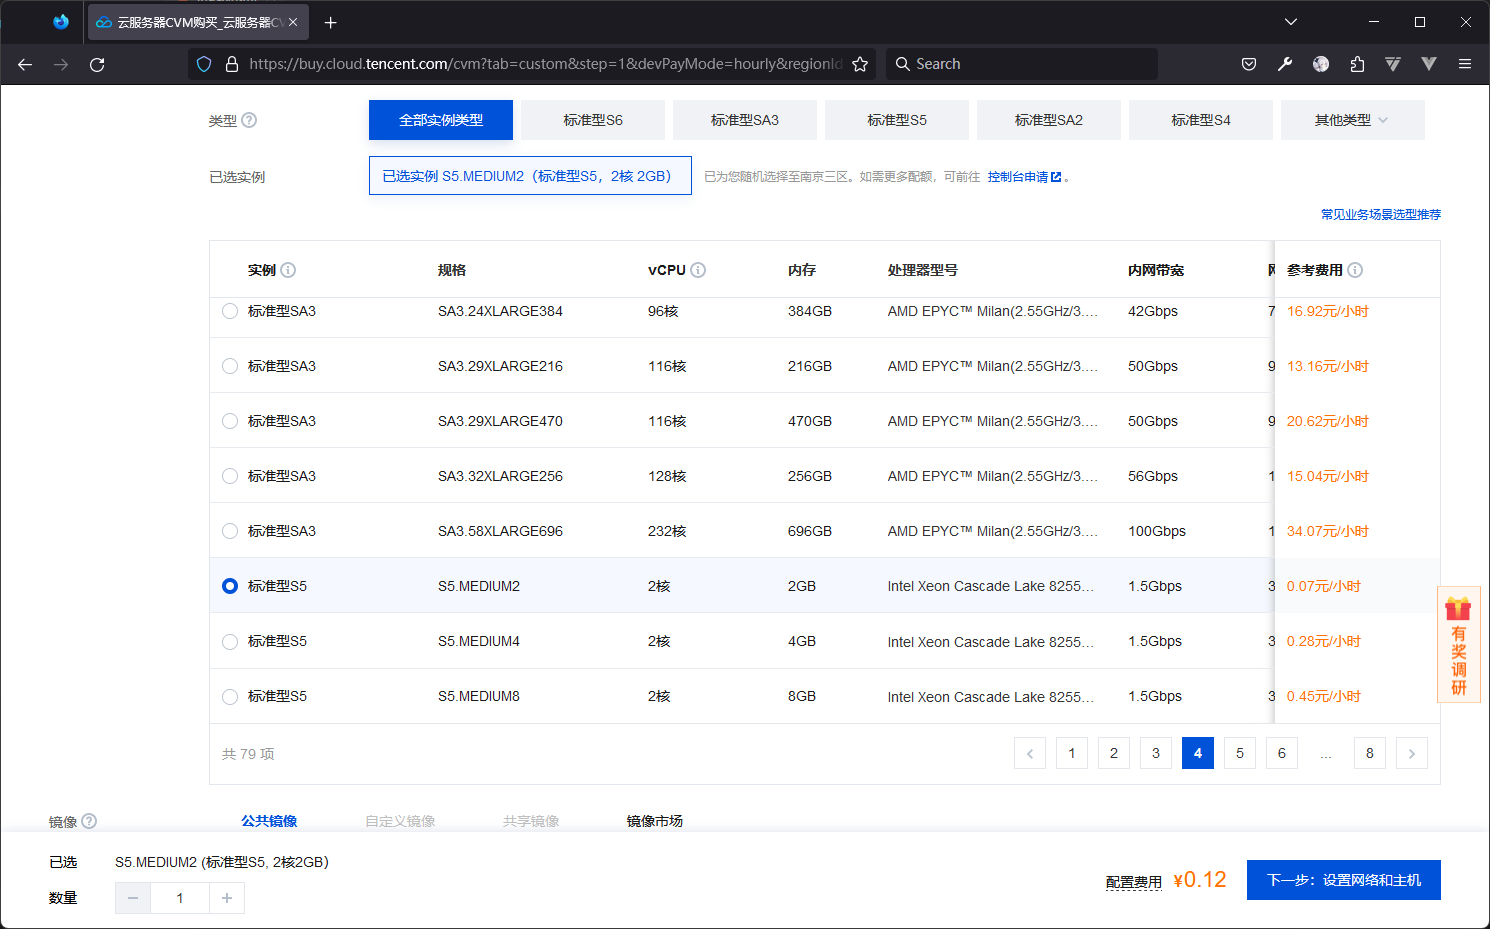 云服务器CVM购买_云服务器CV
https://buy.cloud.tencent.com/cvm?tab=custom&step=1&devPayMode=hourly&regionId
Search
类型
全部实例类型 标准型S6 标准型SA3 标准型S5 标准型SA2 标准型S4 其他类型
已选实例
已选实例 S5.MEDIUM2（标准型S5，2核 2GB）
已为您随机选择至南京三区。如需更多配额，可前往 控制台申请。
常见业务场景选型推荐
实例 规格 vCPU 内存 处理器型号 内网带宽 参考费用
标准型SA3 SA3.24XLARGE384 96核 384GB AMD EPYC™ Milan(2.55GHz/3.... 42Gbps 7 16.92元/小时
标准型SA3 SA3.29XLARGE216 116核 216GB AMD EPYC™ Milan(2.55GHz/3.... 50Gbps 9 13.16元/小时
标准型SA3 SA3.29XLARGE470 116核 470GB AMD EPYC™ Milan(2.55GHz/3.... 50Gbps 9 20.62元/小时
标准型SA3 SA3.32XLARGE256 128核 256GB AMD EPYC™ Milan(2.55GHz/3.... 56Gbps 1 15.04元/小时
标准型SA3 SA3.58XLARGE696 232核 696GB AMD EPYC™ Milan(2.55GHz/3.... 100Gbps 1 34.07元/小时
标准型S5 S5.MEDIUM2 2核 2GB Intel Xeon Cascade Lake 8255... 1.5Gbps 3 0.07元/小时
标准型S5 S5.MEDIUM4 2核 4GB Intel Xeon Cascade Lake 8255... 1.5Gbps 3 0.28元/小时
标准型S5 S5.MEDIUM8 2核 8GB Intel Xeon Cascade Lake 8255... 1.5Gbps 3 0.45元/小时
有奖调研
共 79 项
1 2 3 4 5 6 ... 8
镜像 公共镜像 自定义镜像 共享镜像 镜像市场
已选 S5.MEDIUM2 (标准型S5, 2核2GB)
数量 1
配置费用 ¥0.12
下一步：设置网络和主机